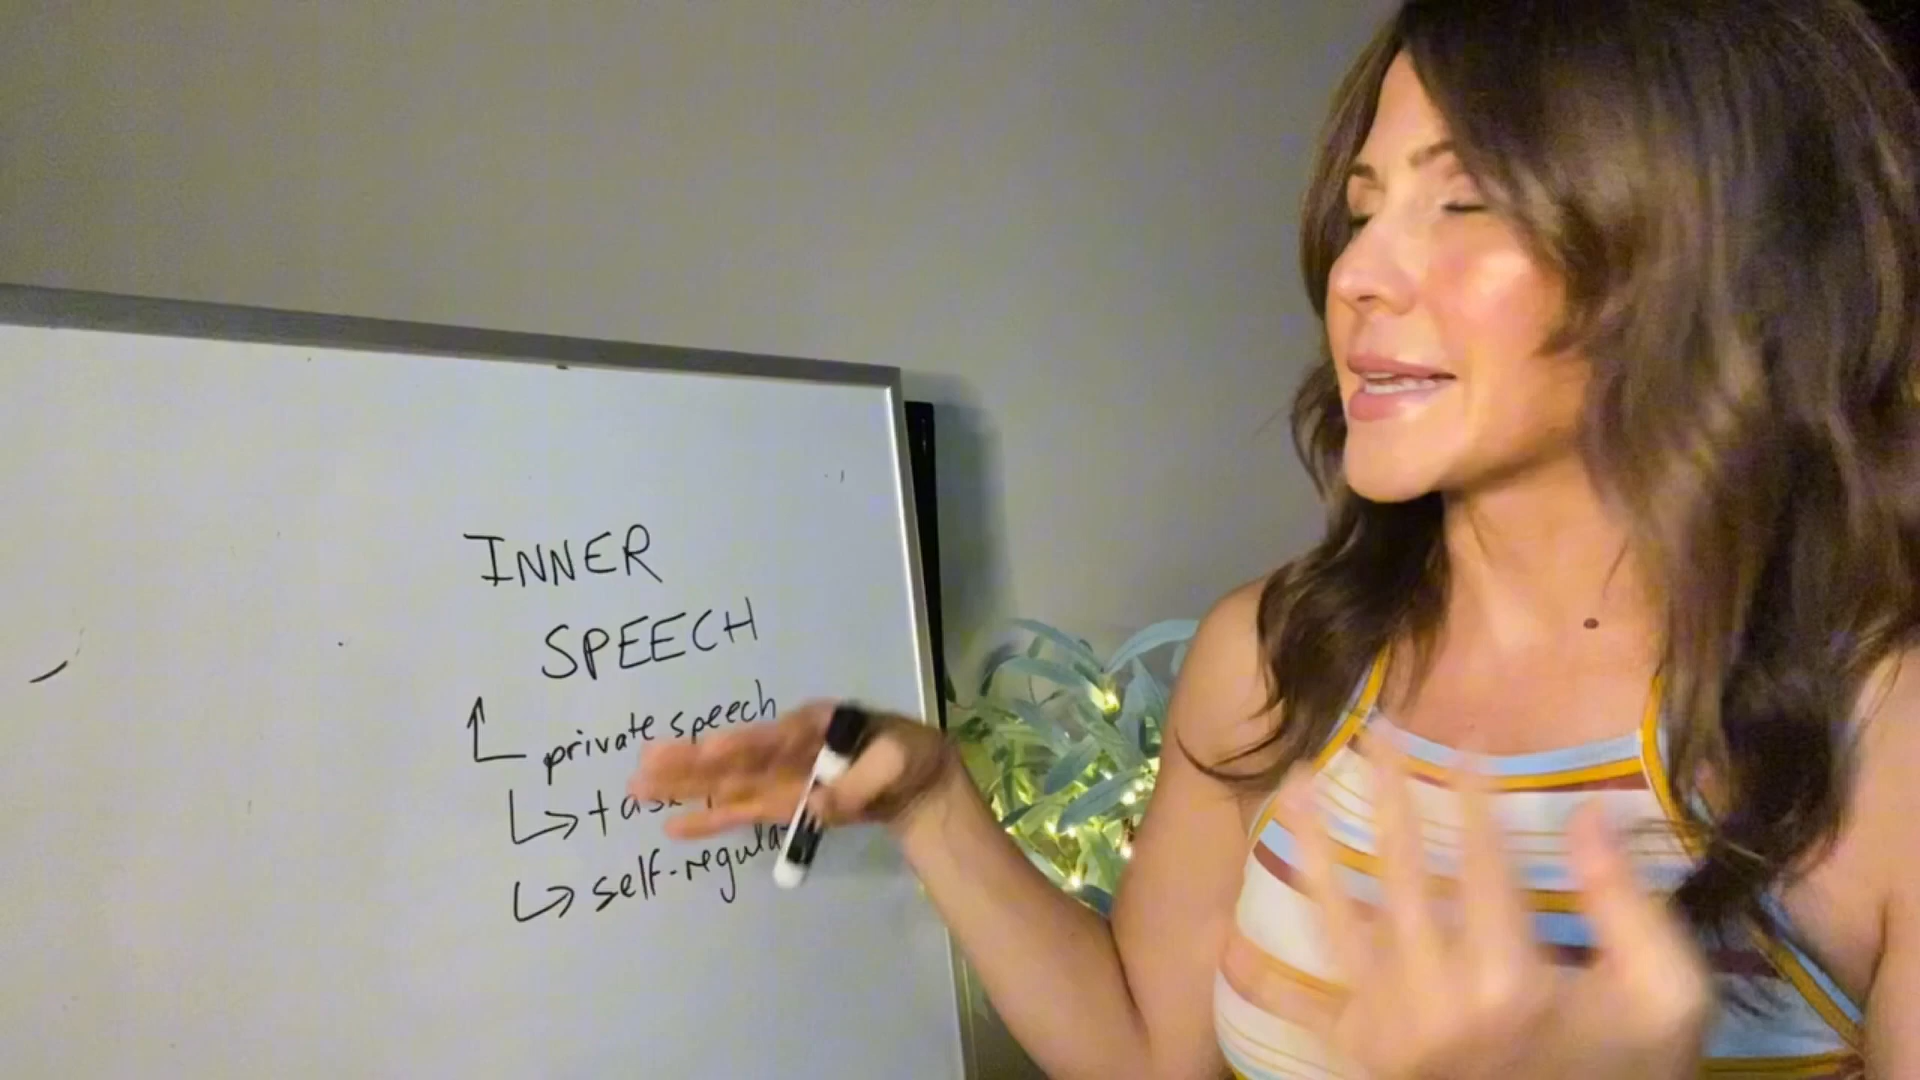 INNER
SPEECH
private speech
self-regula